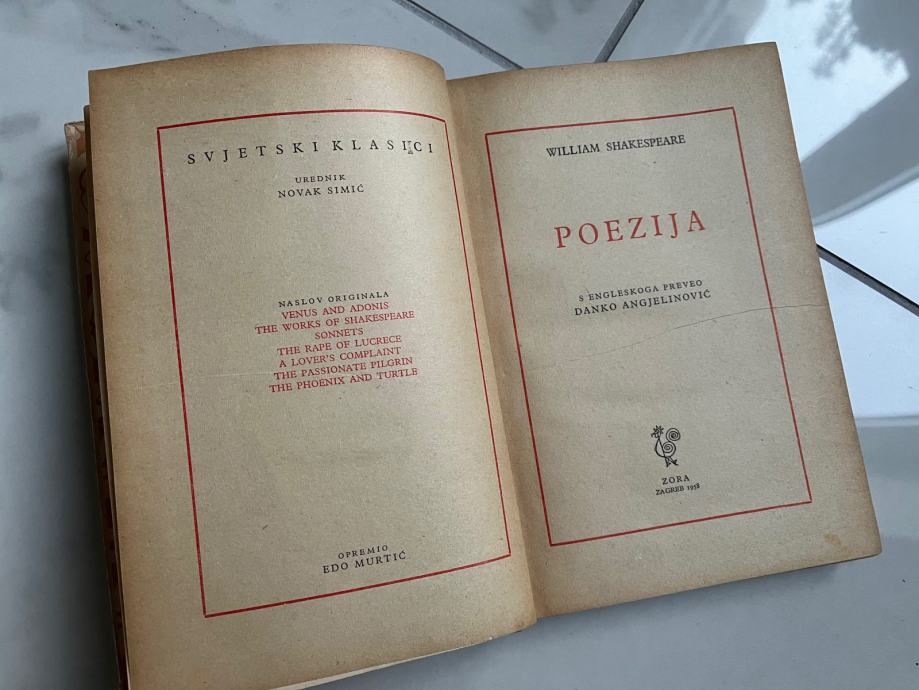 SVJETSKI KLASICI
UREDNIK
NOVAK SIMIĆ
NASLOV ORIGINALA
VENUS AND ADONIS
THE WORKS OF SHAKESPEARE
SONNETS
THE RAPE OF LUCRECE
A LOVER'S COMPLAINT
THE PASSIONATE PILGRIN
THE PHOENIX AND TURTLE
OPREMIO
EDO MURTIĆ
WILLIAM SHAKESPEARE
POEZIJA
S ENGLESKOGA PREVEO
DANKO ANGJELINOVIĆ
ZORA
ZAGREB 1958